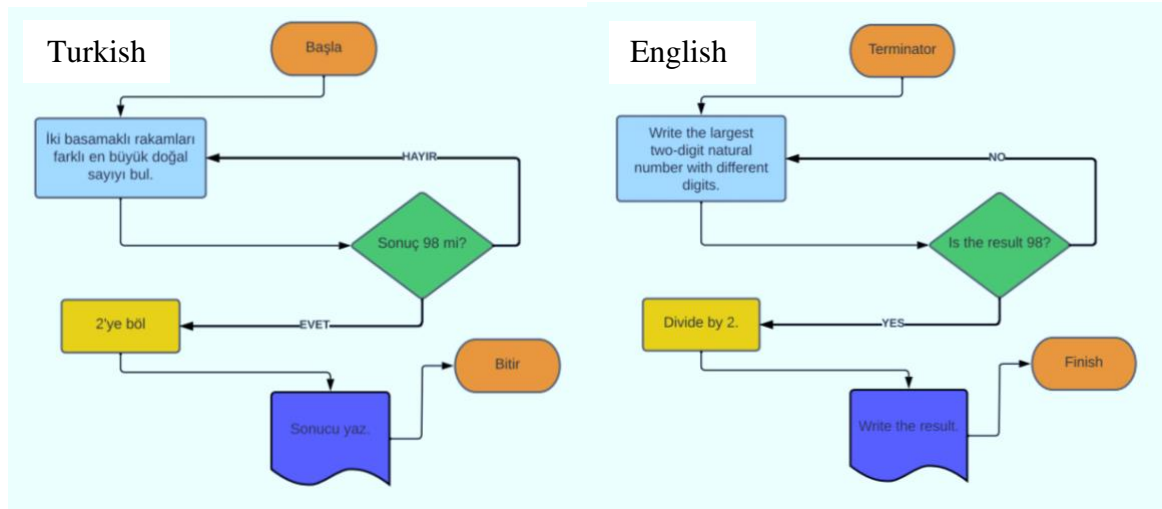 Turkish
Başla
İki basamaklı rakamları
farklı en büyük doğal
sayıyı bul.
HAYIR
Sonuç 98 mi?
EVET
2'ye böl
Sonucu yaz.
Bitir
English
Terminator
Write the largest
two-digit natural
number with different
digits.
NO
Is the result 98?
YES
Divide by 2.
Write the result.
Finish